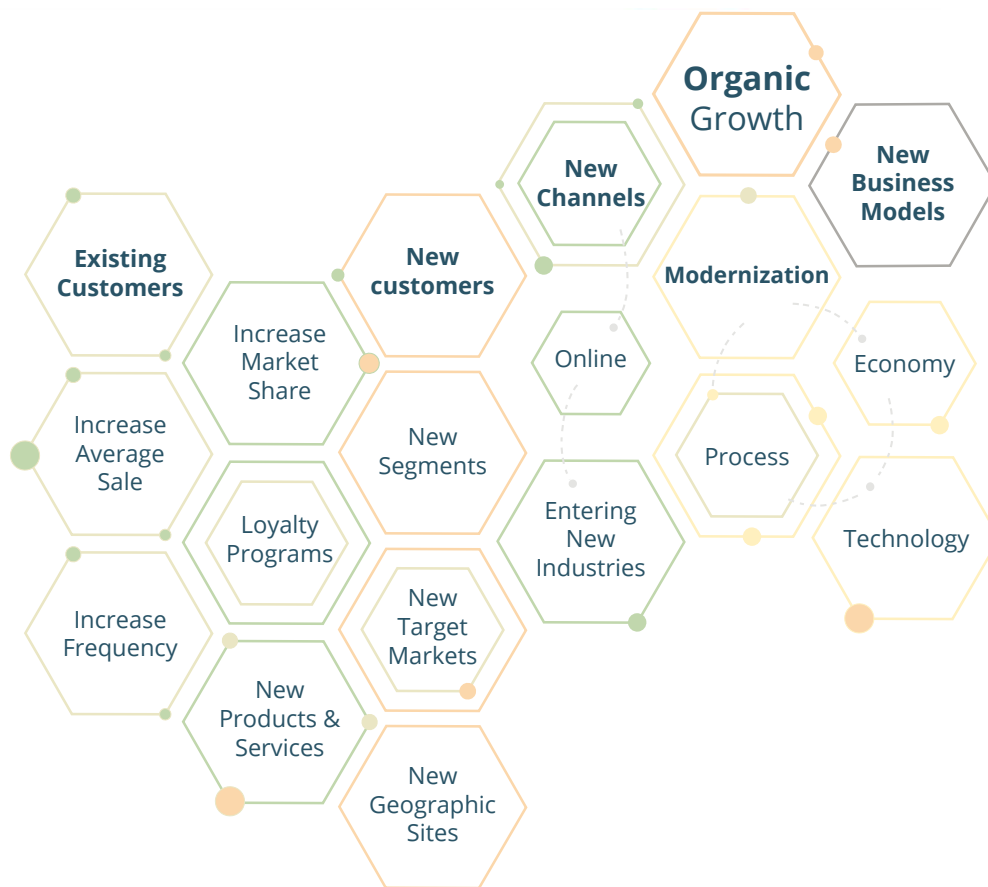 Organic
Growth
New
Channels
New
Business
Models
Existing
Customers
New
customers
Modernization
Increase
Market
Share
Online
Economy
Increase
Average
Sale
New
Segments
Process
Loyalty
Programs
Entering
New
Industries
Technology
Increase
Frequency
New
Target
Markets
New
Products &
Services
New
Geographic
Sites